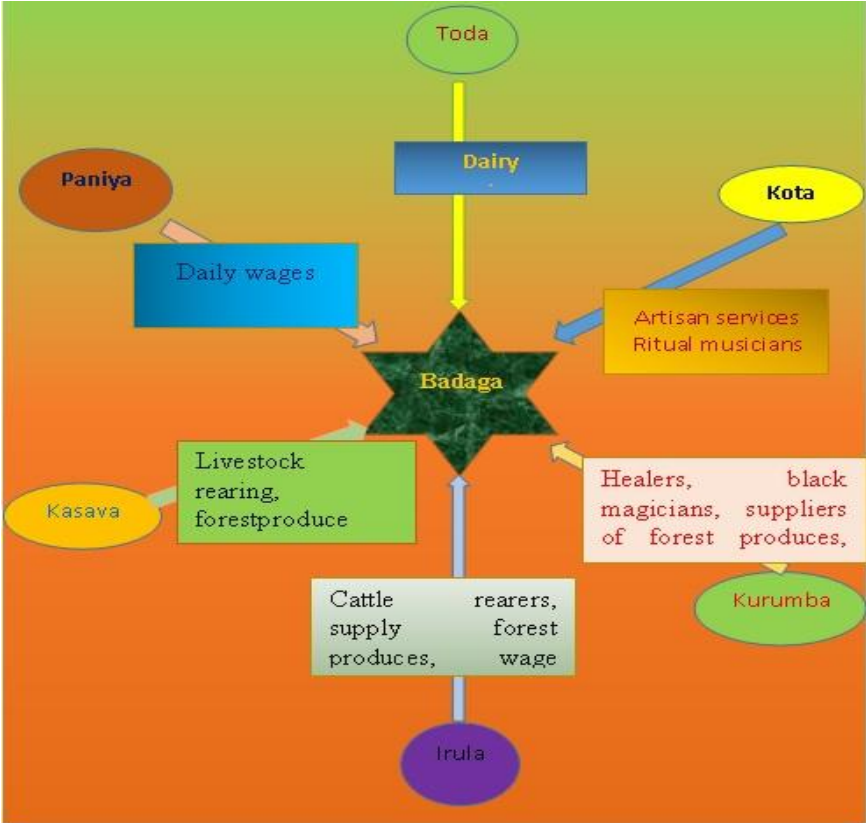 Toda
Dairy
.
Paniya
Kota
Daily wages
Artisan services
Ritual musicians
Badaga
Livestock
rearing,
forestproduce
Kasava
Healers, black
magicians, suppliers
of forest produces,
Kurumba
Cattle rearers,
supply forest
produces, wage
Irula